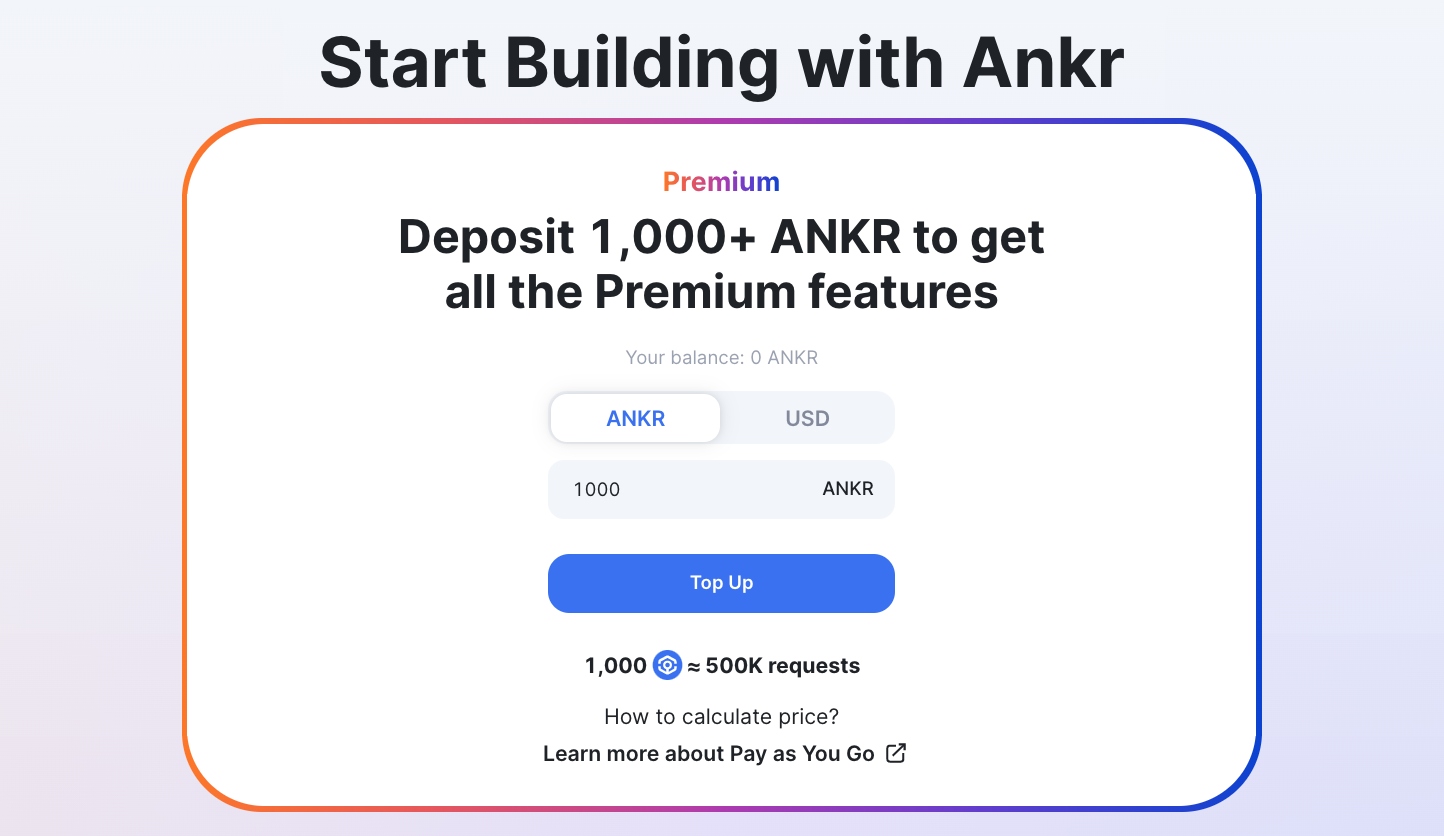 Start Building with Ankr
Premium
Deposit 1,000+ ANKR to get
all the Premium features
Your balance: 0 ANKR
ANKR USD
1000 ANKR
Top Up
1,000 ≈ 500K requests
How to calculate price?
Learn more about Pay as You Go